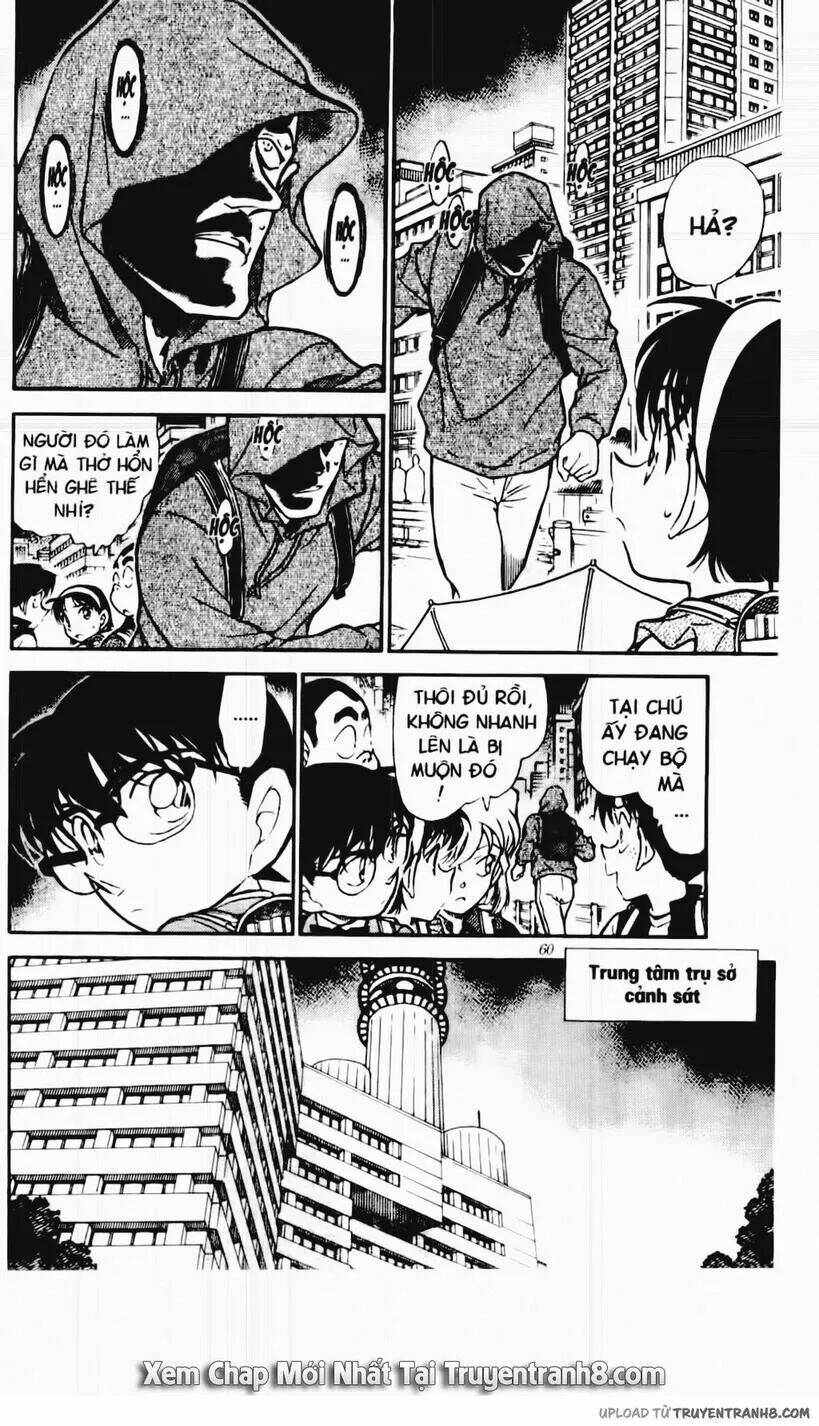 HỘC
...
HỘC
...
HỘC
...
HỘC
HỘC
HỘC
HẢ?
NGƯỜI ĐÓ LÀM
GÌ MÀ THỞ HỔN
HỂN GHÊ THẾ
NHỈ?
HỘC
HỘC
.....
THÔI ĐỦ RỒI,
KHÔNG NHANH
LÊN LÀ BỊ
MUỘN ĐÓ
!
TẠI CHÚ
ẤY ĐANG
CHẠY BỘ
MÀ
...
60
Trung tâm trụ sở
cảnh sát
Xem Chap Mới Nhất Tại Truyentranh8.com
UPLOAD TỪ TRUYENTRANH8.COM